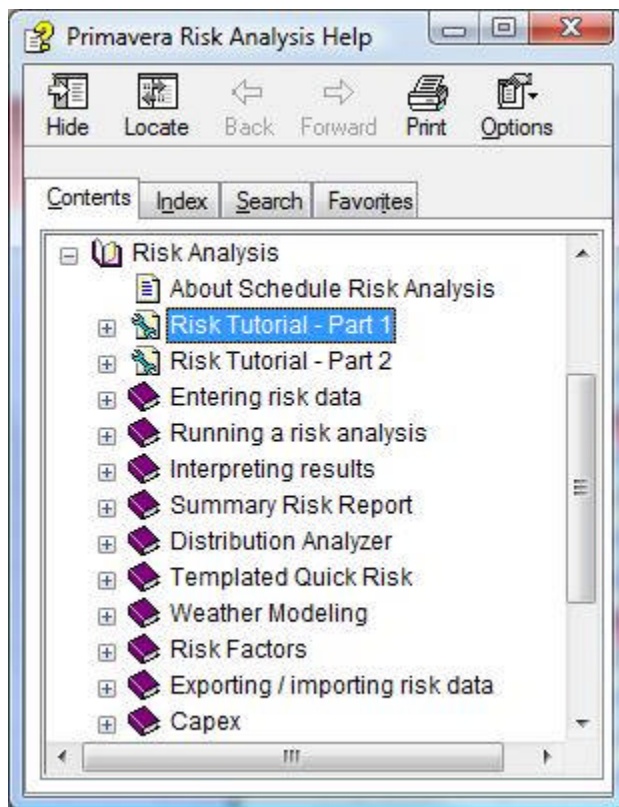 Primavera Risk Analysis Help
Hide Locate Back Forward Print Options
Contents Index Search Favorites
Risk Analysis
About Schedule Risk Analysis
Risk Tutorial - Part 1
Risk Tutorial - Part 2
Entering risk data
Running a risk analysis
Interpreting results
Summary Risk Report
Distribution Analyzer
Templated Quick Risk
Weather Modeling
Risk Factors
Exporting / importing risk data
Capex